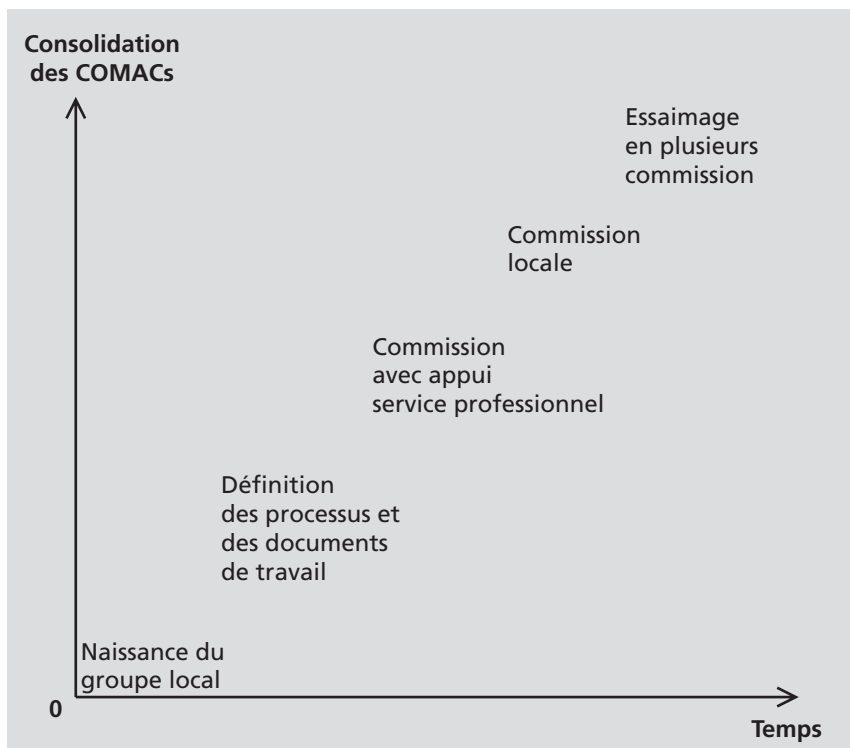 Consolidation
des COMACs
Essaimage
en plusieurs
commission
Commission
locale
Commission
avec appui
service professionnel
Définition
des processus et
des documents
de travail
Naissance du
groupe local
0
Temps